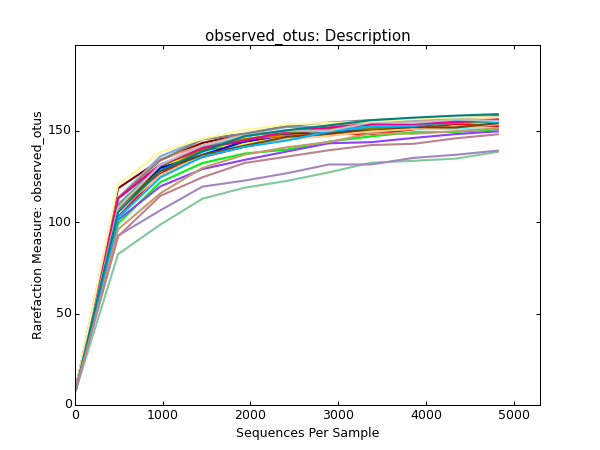 observed_otus: Description
Rarefaction Measure: observed_otus
150
100
50
0
0 1000 2000 3000 4000 5000
Sequences Per Sample